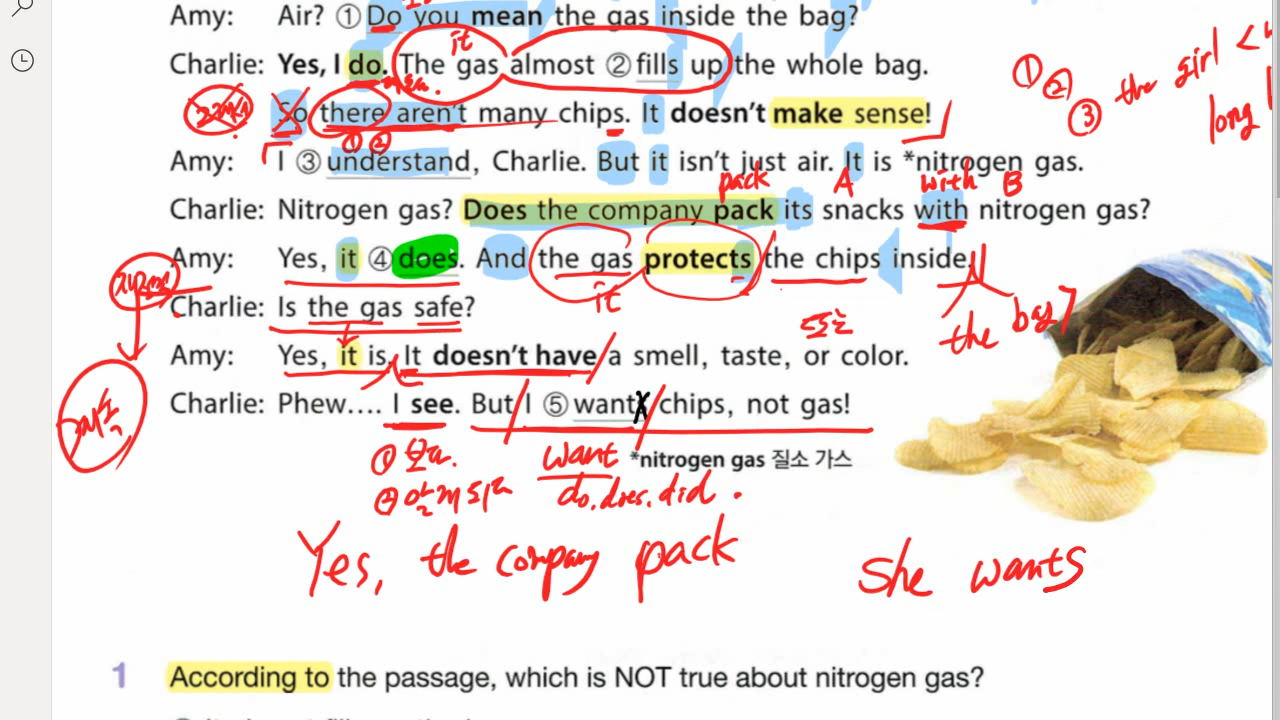 Amy: Air? ① Do you mean the gas inside the bag?
it
Charlie: Yes, I do. The gas almost ② fills up the whole bag.
① ② ③ the girl <
long
So there aren't many chips. It doesn't make sense!
① ②
Amy: I ③ understand, Charlie. But it isn't just air. It is *nitrogen gas.
pack A with B
Charlie: Nitrogen gas? Does the company pack its snacks with nitrogen gas?
Amy: Yes, it ④ does. And the gas protects the chips inside.
it
the bag
Charlie: Is the gas safe?
또는
Amy: Yes, it is. It doesn't have a smell, taste, or color.
계속
Charlie: Phew.... I see. But I ⑤ want chips, not gas!
① 보다. want *nitrogen gas 질소 가스
② do. does. did.
Yes, the company pack She wants
1 According to the passage, which is NOT true about nitrogen gas?